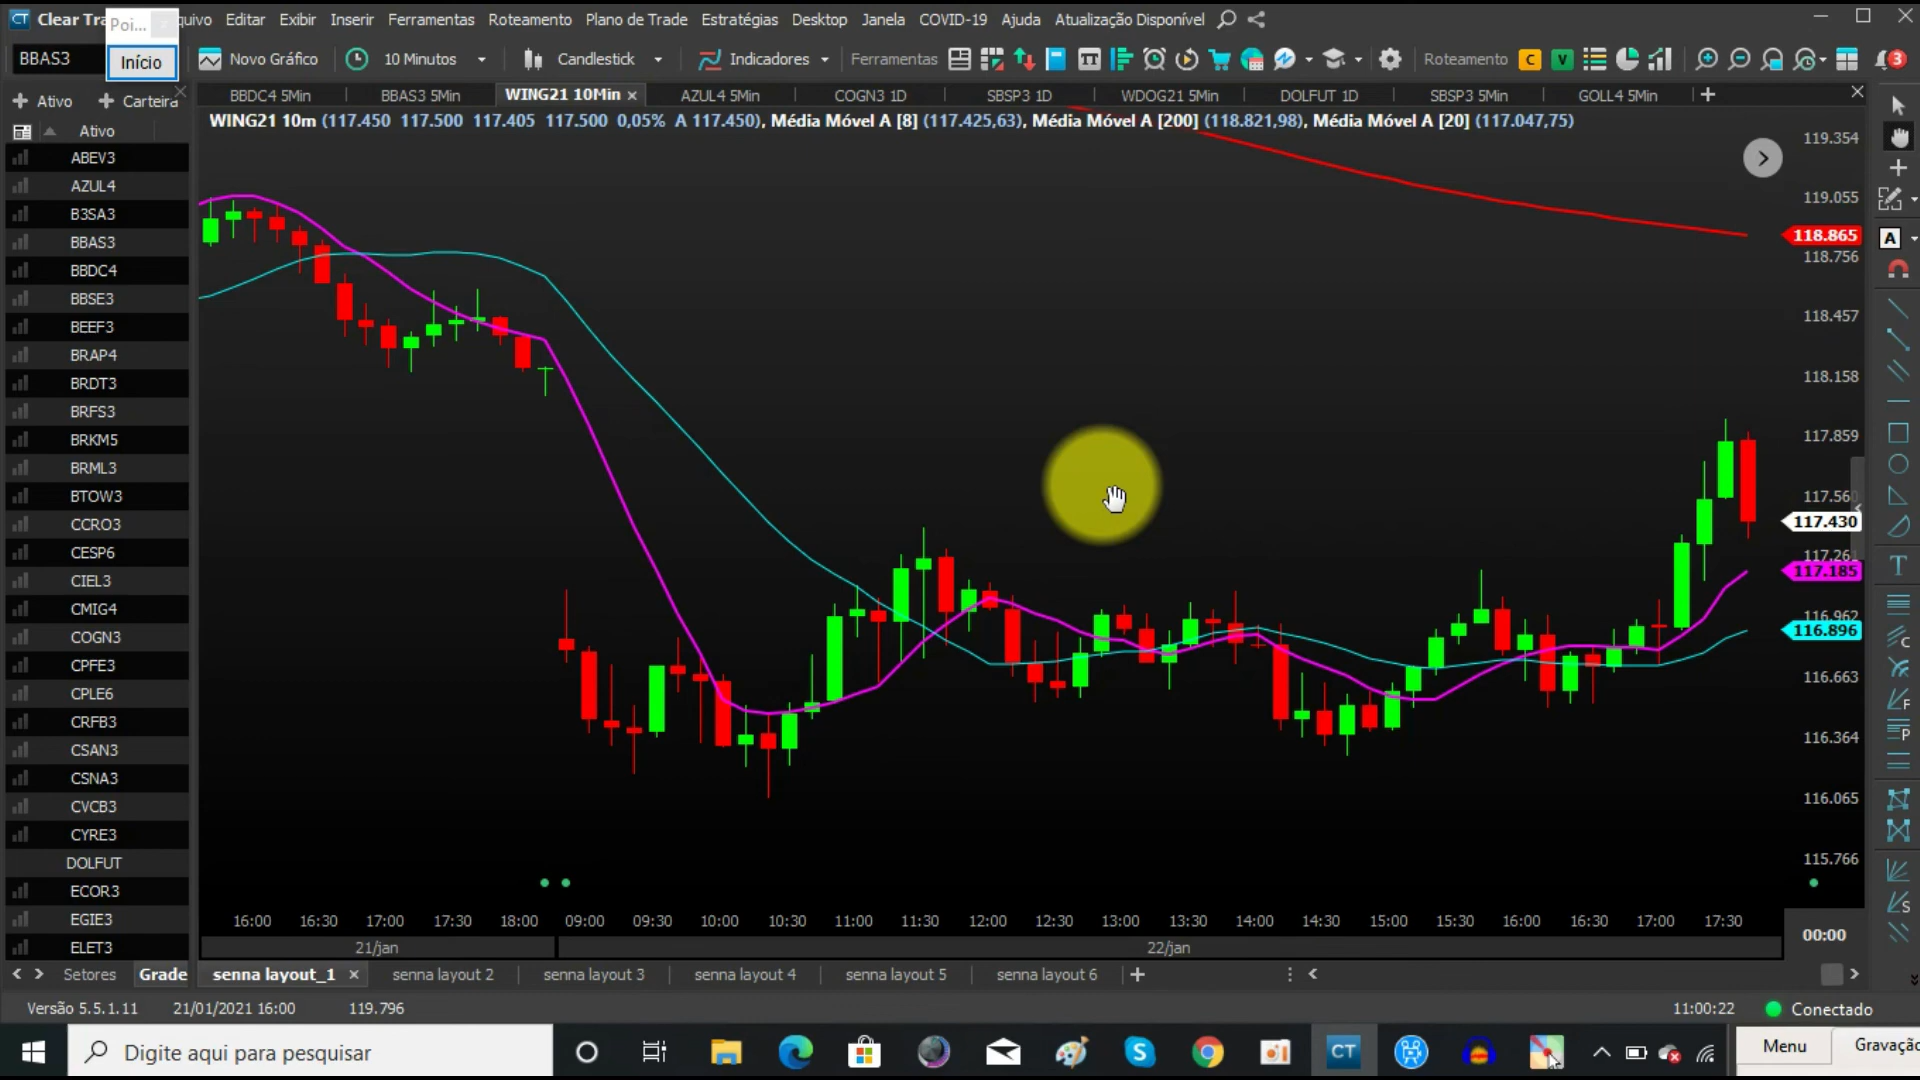 Clear Tra
Poi...
quivo Editar Exibir Inserir Ferramentas Roteamento Plano de Trade Estratégias Desktop Janela COVID-19 Ajuda Atualização Disponível
BBAS3 Início Novo Gráfico 10 Minutos Candlestick Indicadores Ferramentas Roteamento C V 3
Ativo Carteira
BBDC4 5Min BBAS3 5Min WING21 10Min AZUL4 5Min COGN3 1D SBSP3 1D WDOG21 5Min DOLFUT 1D SBSP3 5Min GOLL4 5Min
WING21 10m (117.450 117.500 117.405 117.500 0,05% A 117.450), Média Móvel A [8] (117.425,63), Média Móvel A [200] (118.821,98), Média Móvel A [20] (117.047,75)
Ativo
ABEV3
AZUL4
B3SA3
BBAS3
BBDC4
BBSE3
BEEF3
BRAP4
BRDT3
BRFS3
BRKM5
BRML3
BTOW3
CCRO3
CESP6
CIEL3
CMIG4
COGN3
CPFE3
CPLE6
CRFB3
CSAN3
CSNA3
CVCB3
CYRE3
DOLFUT
ECOR3
EGIE3
ELET3
119.354
119.055
118.865
118.756
118.457
118.158
117.859
117.560
117.430
117.261
117.185
116.962
116.896
116.663
116.364
116.065
115.766
A
T
C
F
P
S
16:00 16:30 17:00 17:30 18:00 09:00 09:30 10:00 10:30 11:00 11:30 12:00 12:30 13:00 13:30 14:00 14:30 15:00 15:30 16:00 16:30 17:00 17:30
00:00
21/jan 22/jan
Setores Grade senna layout_1 senna layout 2 senna layout 3 senna layout 4 senna layout 5 senna layout 6
Versão 5.5.1.11 21/01/2021 16:00 119.796 11:00:22 Conectado
Digite aqui para pesquisar CT Menu Gravação